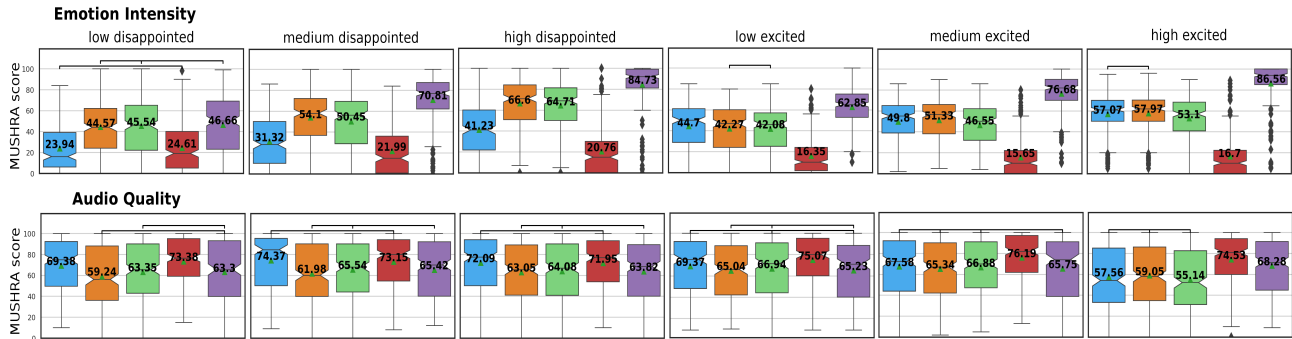 Emotion Intensity
low disappointed medium disappointed high disappointed low excited medium excited high excited
MUSHRA score
100
80
60
40
20
0
23,94 44,57 45,54 24.61 46,66
31,32 54.1 50,45 21.99 70,81
41,23 66.6 64,71 20.76 84,73
44.7 42,27 42,08 16,35 62,85
49.8 51,33 46,55 15,65 76,68
57,07 57,97 53.1 16.7 86,56
Audio Quality
MUSHRA score
100
80
60
40
20
0
69,38 59,24 63,35 73,38 63.3
74,37 61,98 65,54 73,15 65,42
72,09 63,05 64,08 71,95 63,82
69,37 65,04 66,94 75,07 65,23
67,58 65,34 66,88 76,19 65,75
57,56 59,05 55,14 74,53 68,28